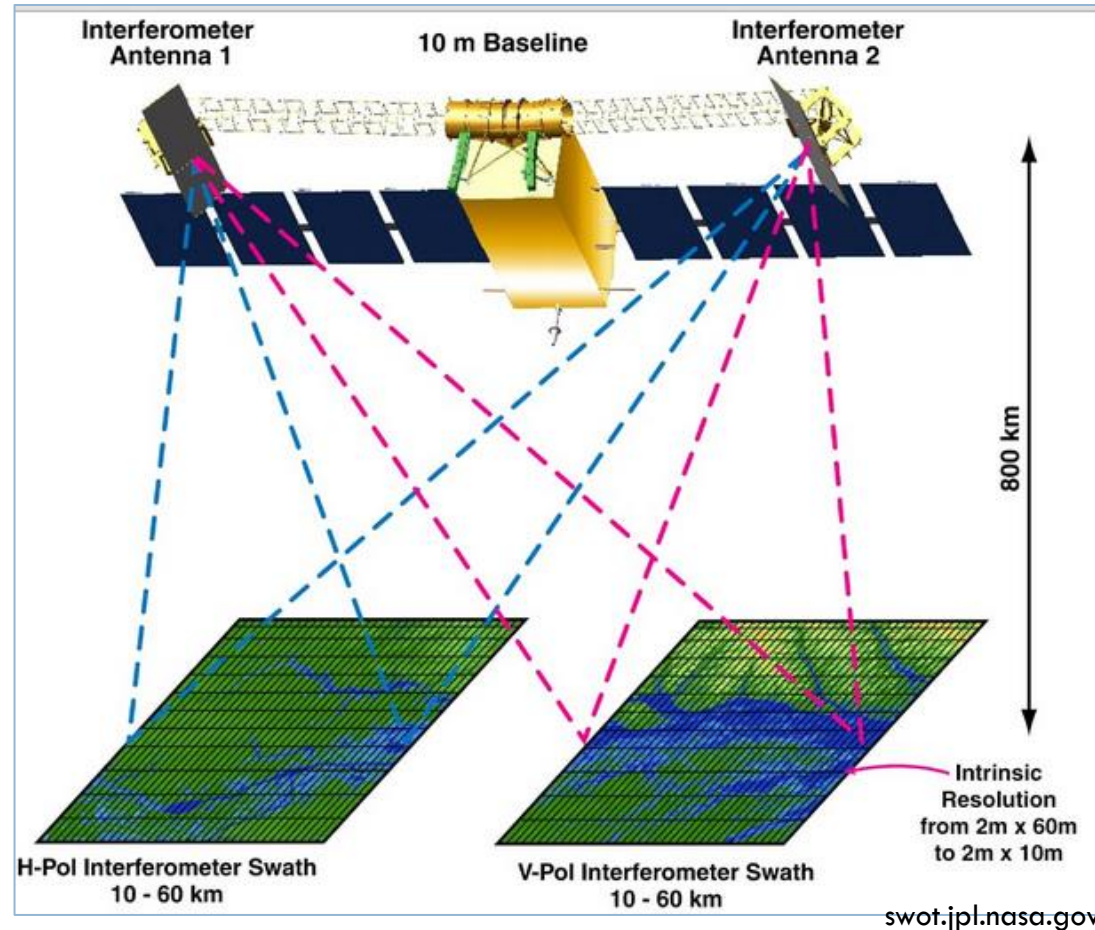 Interferometer
Antenna 1
10 m Baseline
Interferometer
Antenna 2
800 km
Intrinsic
Resolution
from 2m x 60m
to 2m x 10m
H-Pol Interferometer Swath
10 - 60 km
V-Pol Interferometer Swath
10 - 60 km
swot.jpl.nasa.gov